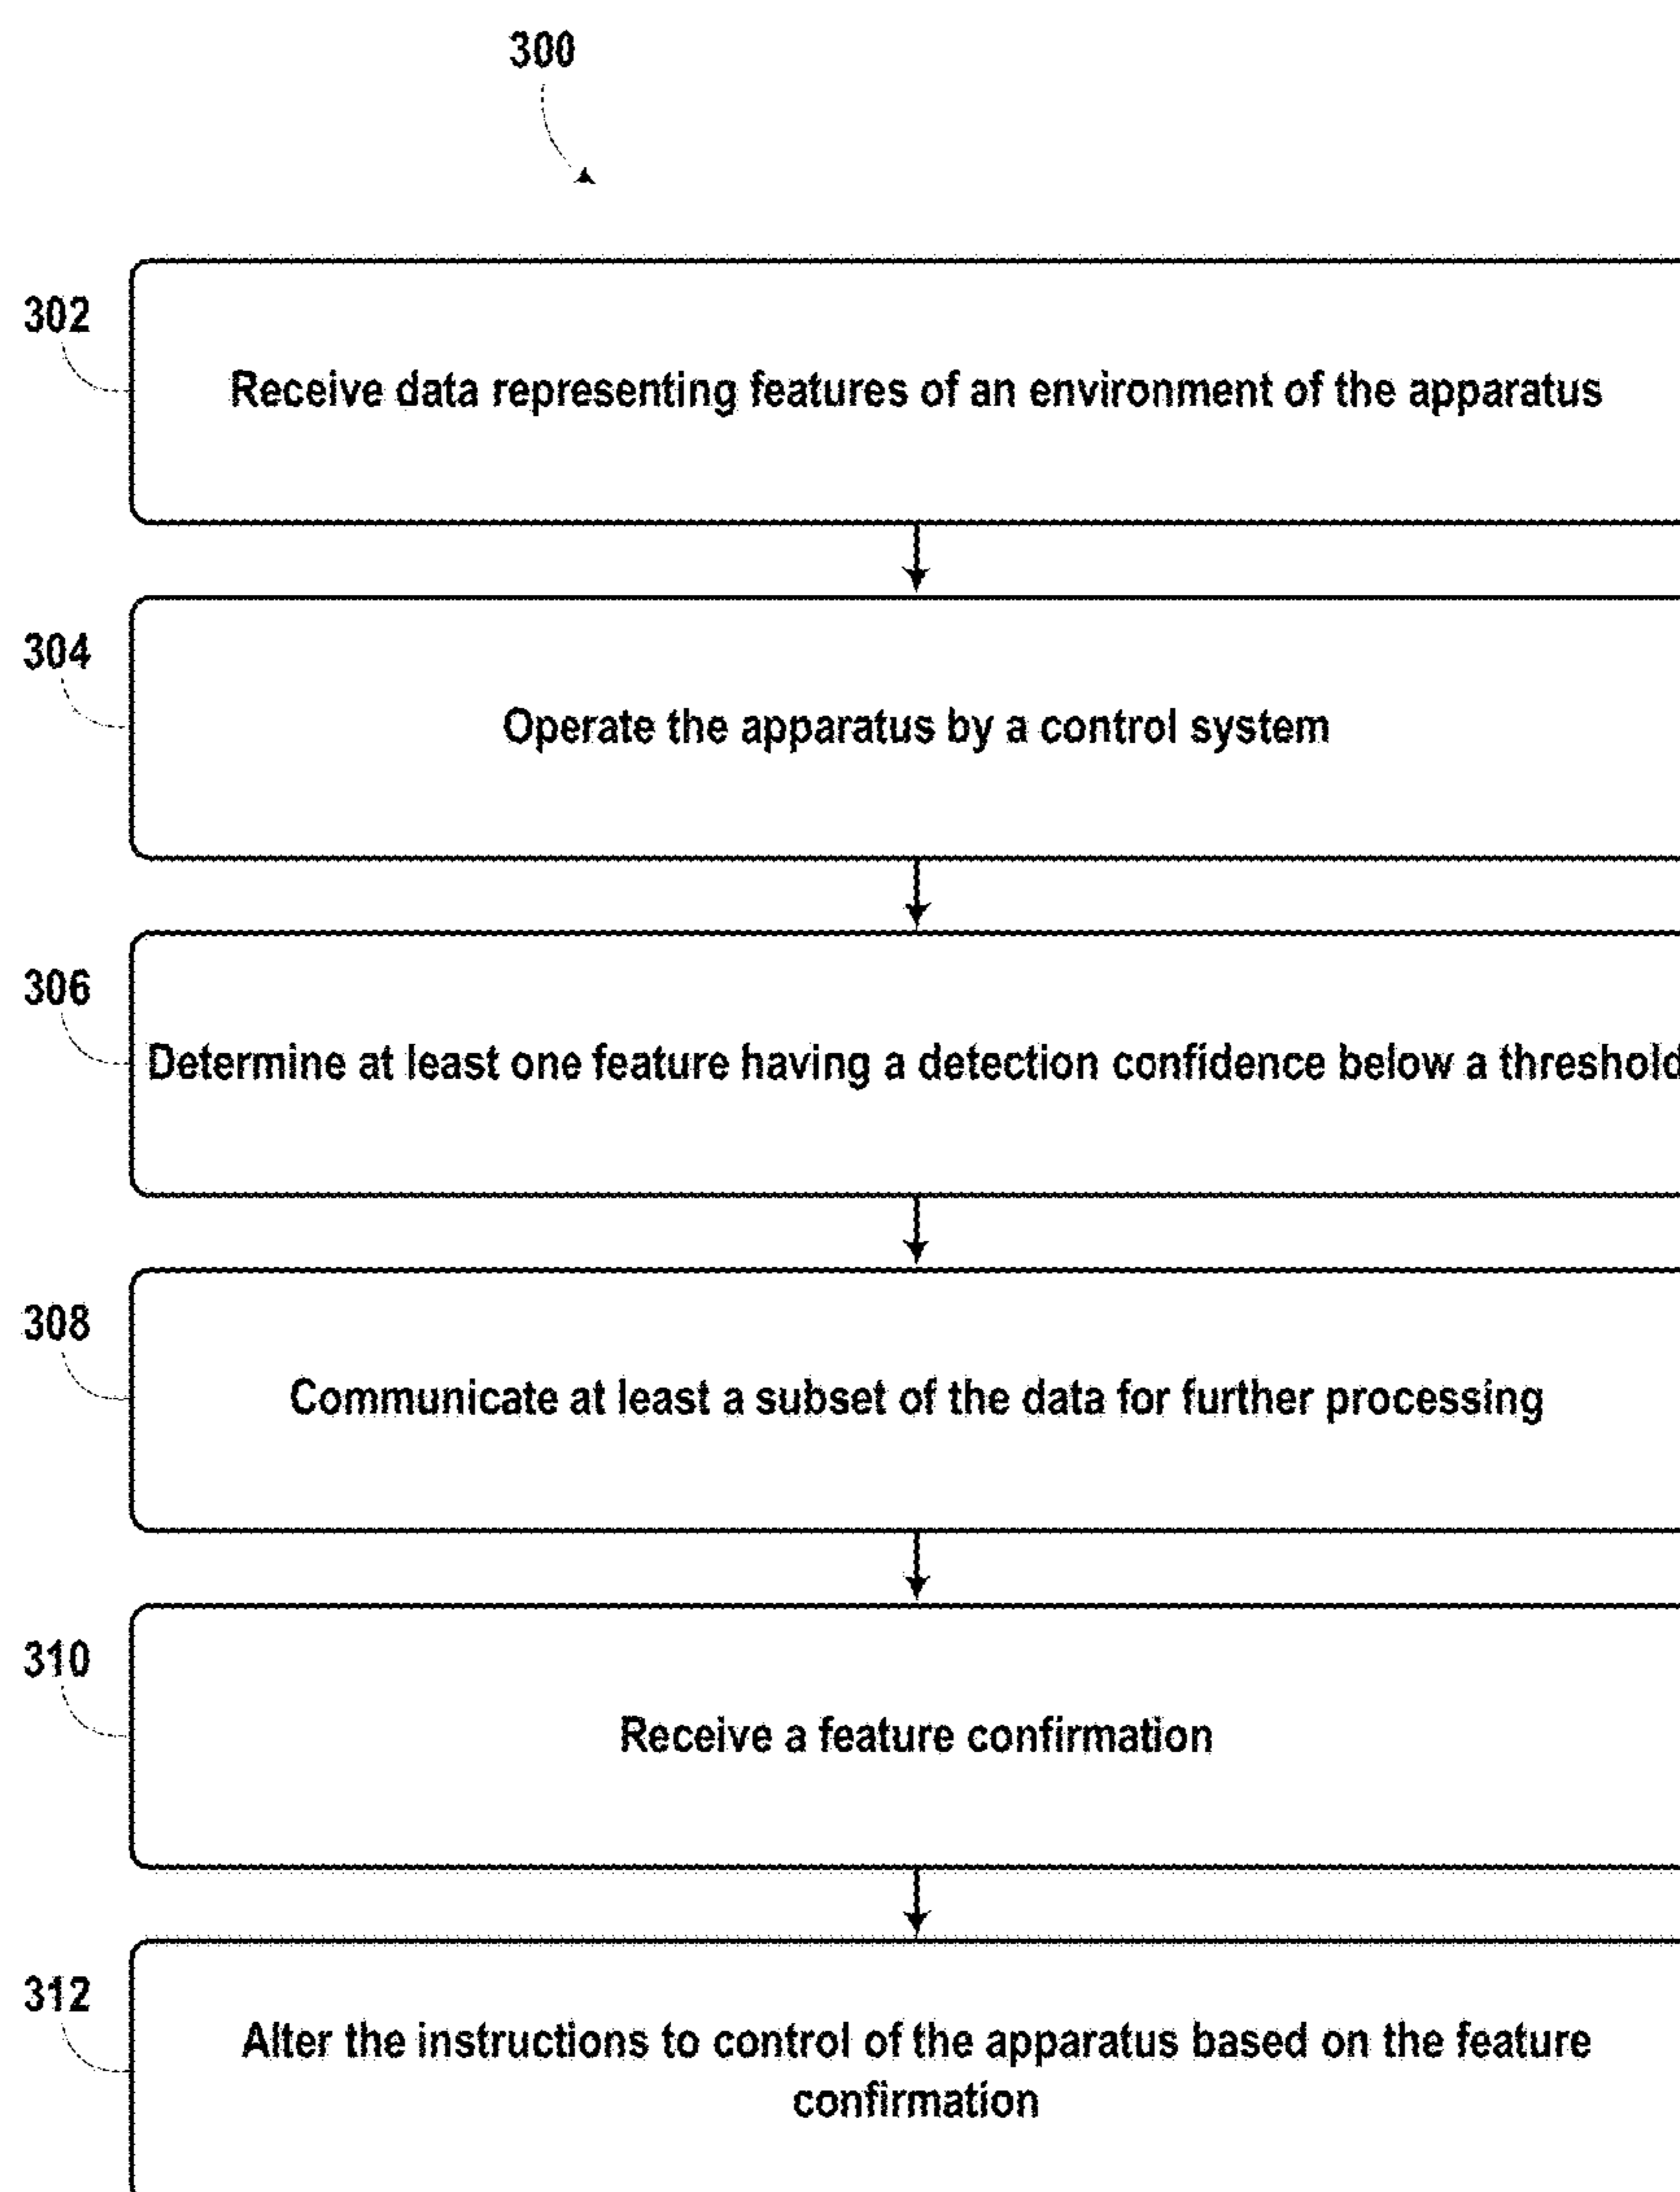 300
302
Receive data representing features of an environment of the apparatus
304
Operate the apparatus by a control system
306
Determine at least one feature having a detection confidence below a threshold
308
Communicate at least a subset of the data for further processing
310
Receive a feature confirmation
312
Alter the instructions to control of the apparatus based on the feature
confirmation